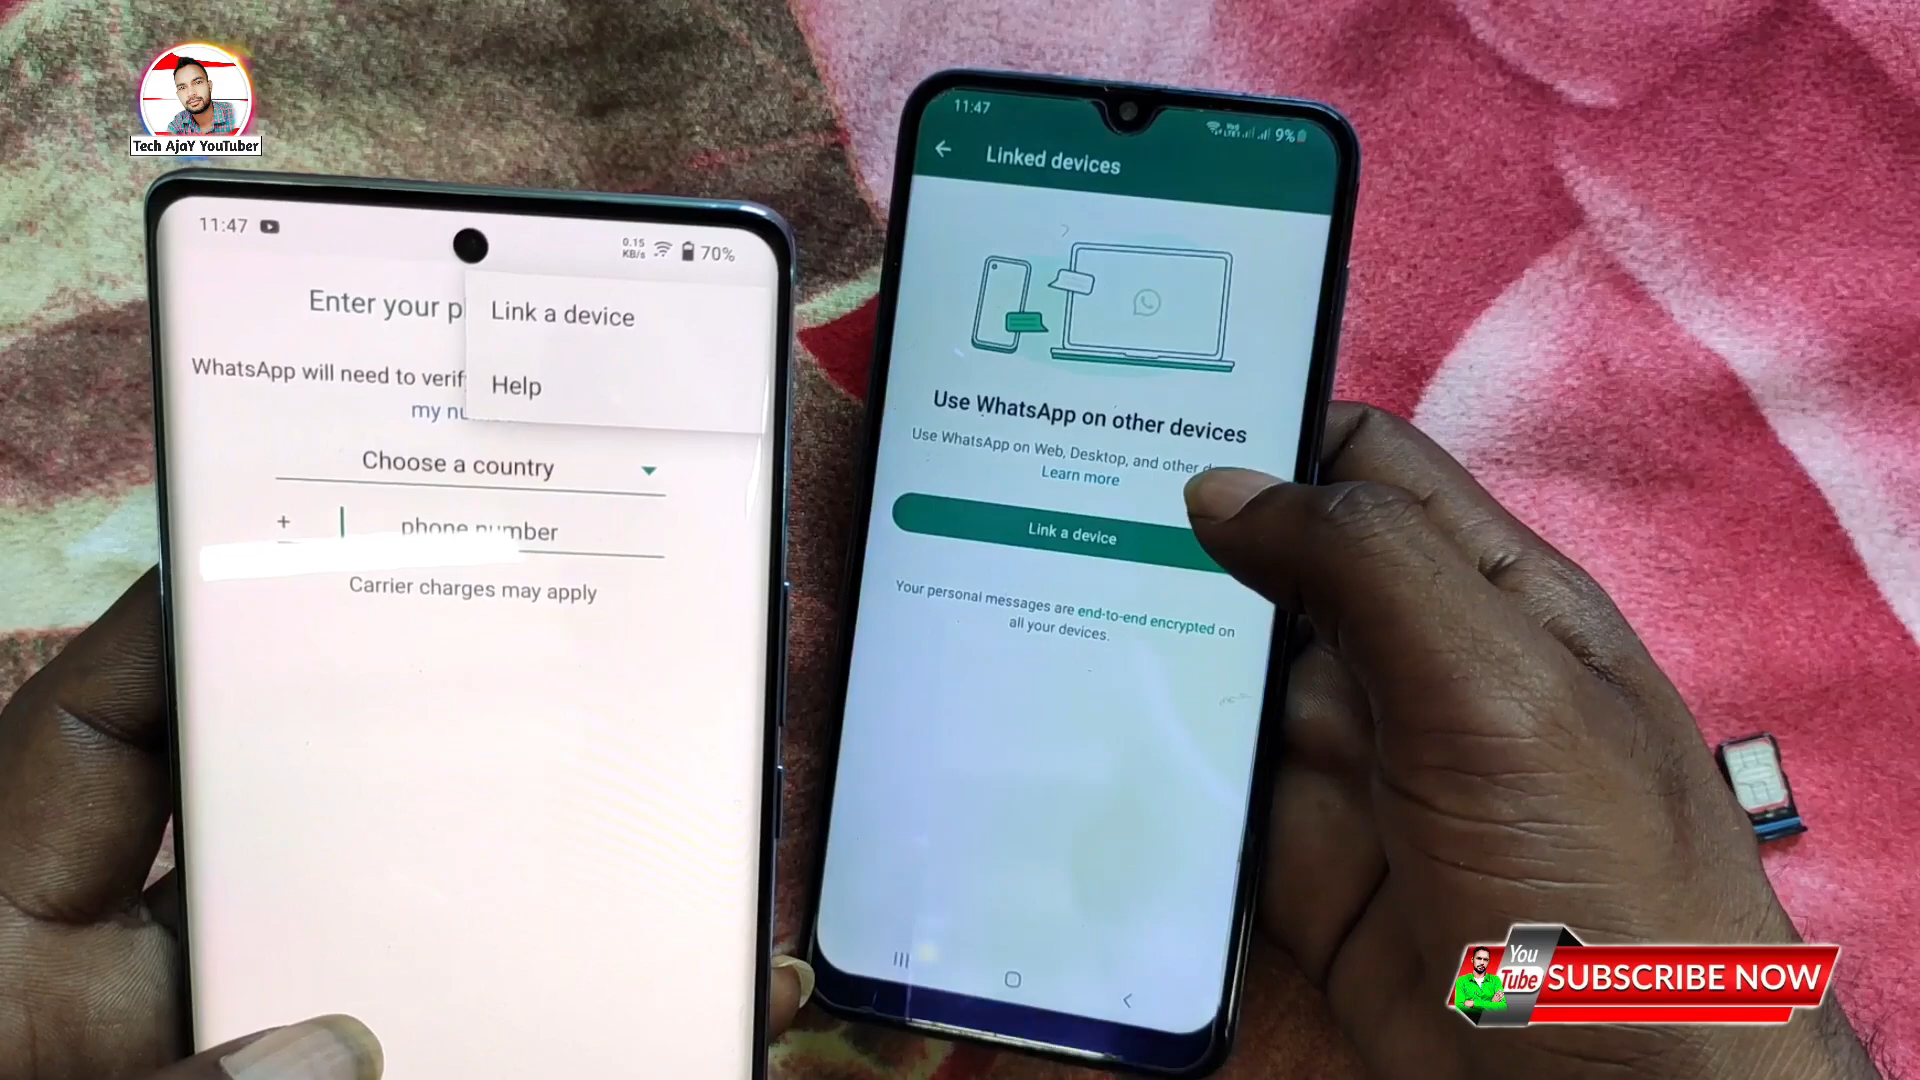 Tech AjaY YouTuber
11:47
0.15
KB/s
70%
Enter your p
Link a device
Help
WhatsApp will need to verif
my nu
Choose a country
+
phone number
Carrier charges may apply
11:47
9%
Linked devices
Use WhatsApp on other devices
Use WhatsApp on Web, Desktop, and other d
Learn more
Link a device
Your personal messages are end-to-end encrypted on
all your devices.
You
Tube
SUBSCRIBE NOW